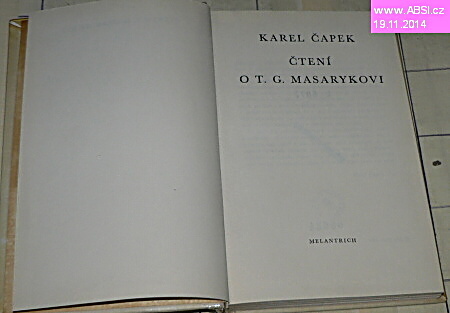 www.ABSI.cz
19.11.2014
KAREL ČAPEK
ČTENÍ
O T. G. MASARYKOVI
MELANTRICH